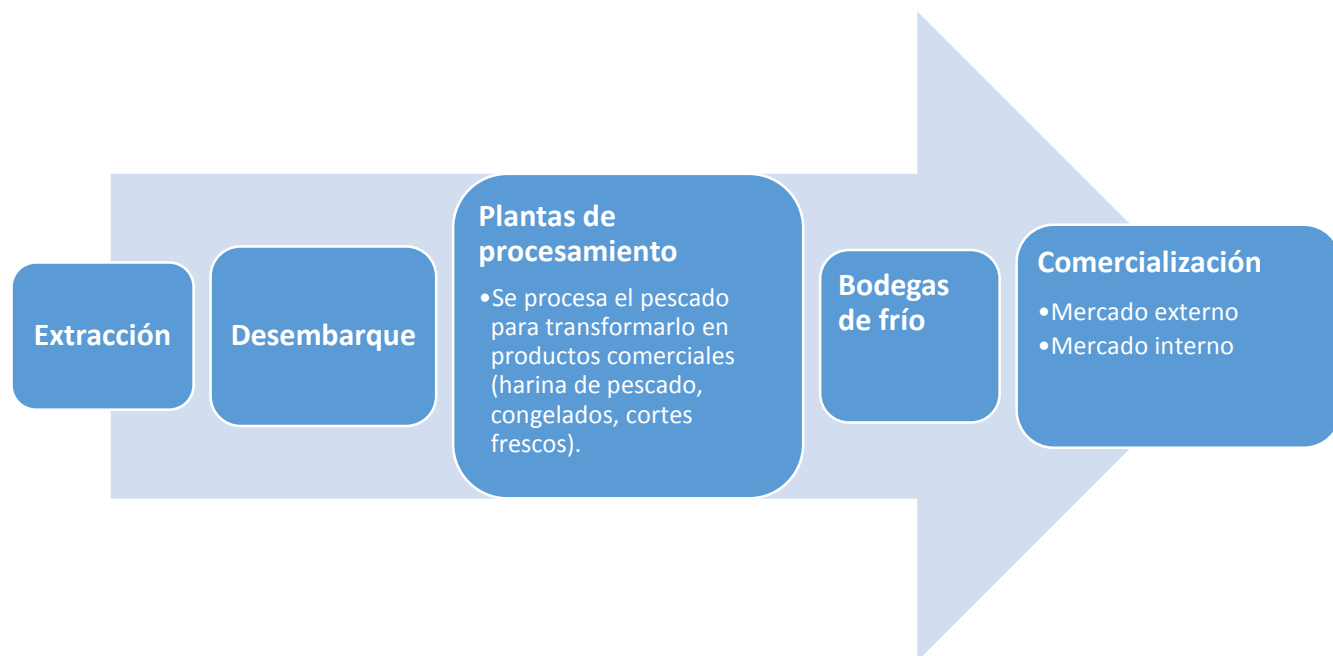 Extracción
Desembarque
Plantas de
procesamiento
•Se procesa el pescado
para transformarlo en
productos comerciales
(harina de pescado,
congelados, cortes
frescos).
Bodegas
de frío
Comercialización
•Mercado externo
•Mercado interno